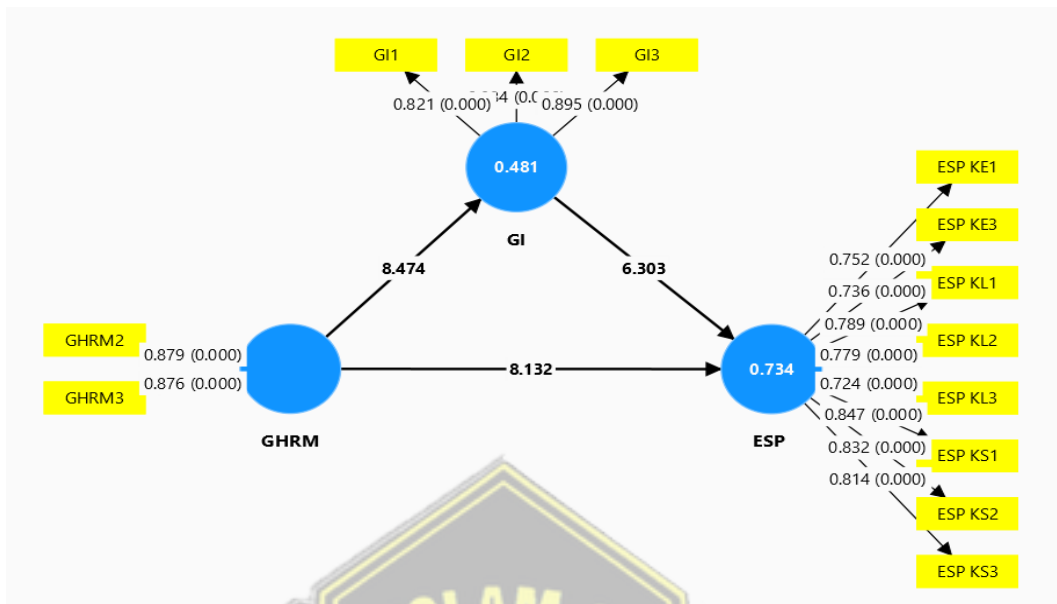 GI1 GI2 GI3
0.821 (0.000) 0.895 (0.000)
0.481
GI
8.474
6.303
GHRM2
GHRM3
0.879 (0.000)
0.876 (0.000)
GHRM
8.132
0.734
ESP
0.752 (0.000)
0.736 (0.000)
0.789 (0.000)
0.779 (0.000)
0.724 (0.000)
0.847 (0.000)
0.832 (0.000)
0.814 (0.000)
ESP KE1
ESP KE3
ESP KL1
ESP KL2
ESP KL3
ESP KS1
ESP KS2
ESP KS3